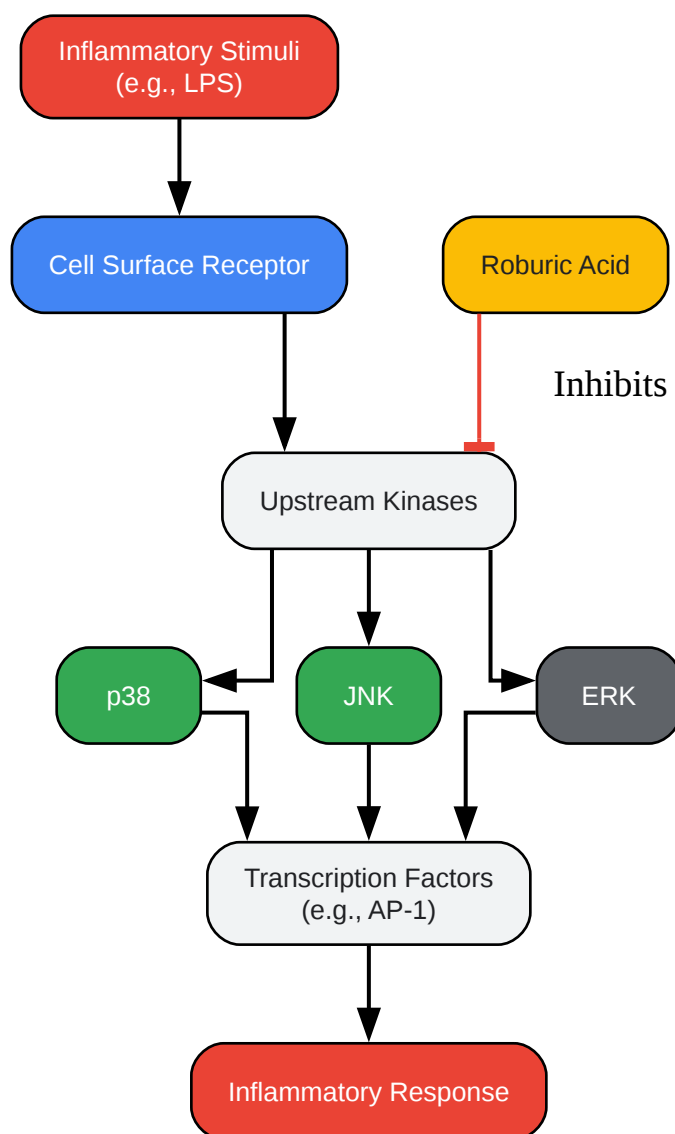 Inflammatory Stimuli
(e.g., LPS)
Cell Surface Receptor
Roburic Acid
Inhibits
Upstream Kinases
p38
JNK
ERK
Transcription Factors
(e.g., AP-1)
Inflammatory Response